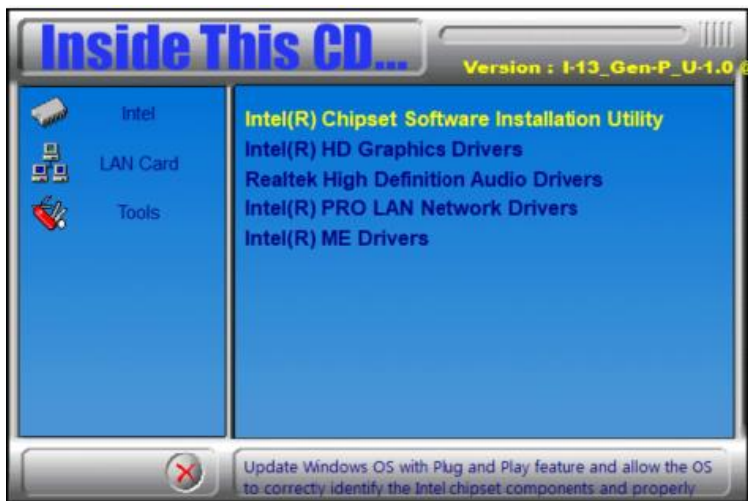 Inside This CD...
Version : I-13_Gen-P_U-1.0
Intel
LAN Card
Tools
Intel(R) Chipset Software Installation Utility
Intel(R) HD Graphics Drivers
Realtek High Definition Audio Drivers
Intel(R) PRO LAN Network Drivers
Intel(R) ME Drivers
Update Windows OS with Plug and Play feature and allow the OS
to correctly identify the Intel chipset components and properly